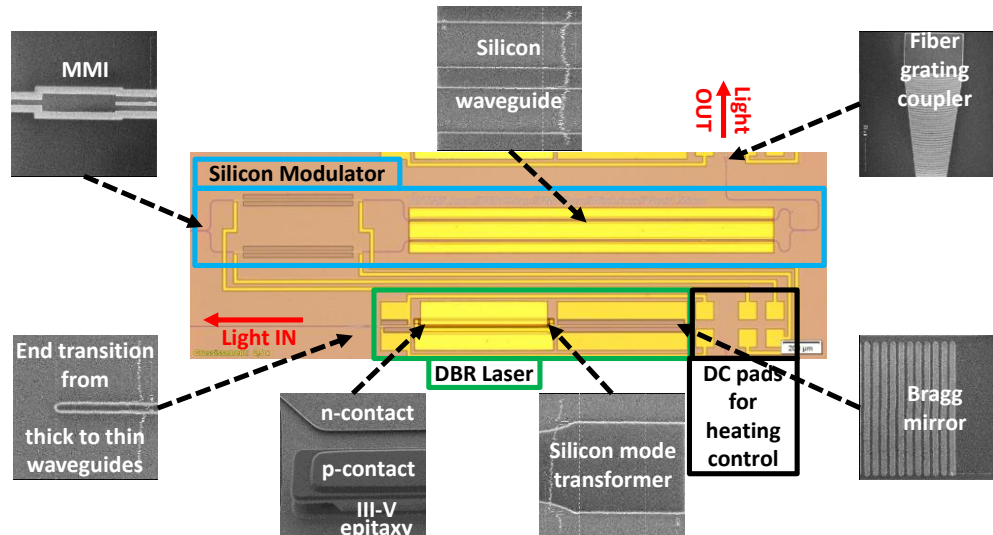 MMI
Silicon
waveguide
Light
OUT
Fiber
grating
coupler
Silicon Modulator
Light IN
DBR Laser
End transition
from
thick to thin
waveguides
n-contact
p-contact
III-V
epitaxy
Silicon mode
transformer
DC pads
for
heating
control
Bragg
mirror